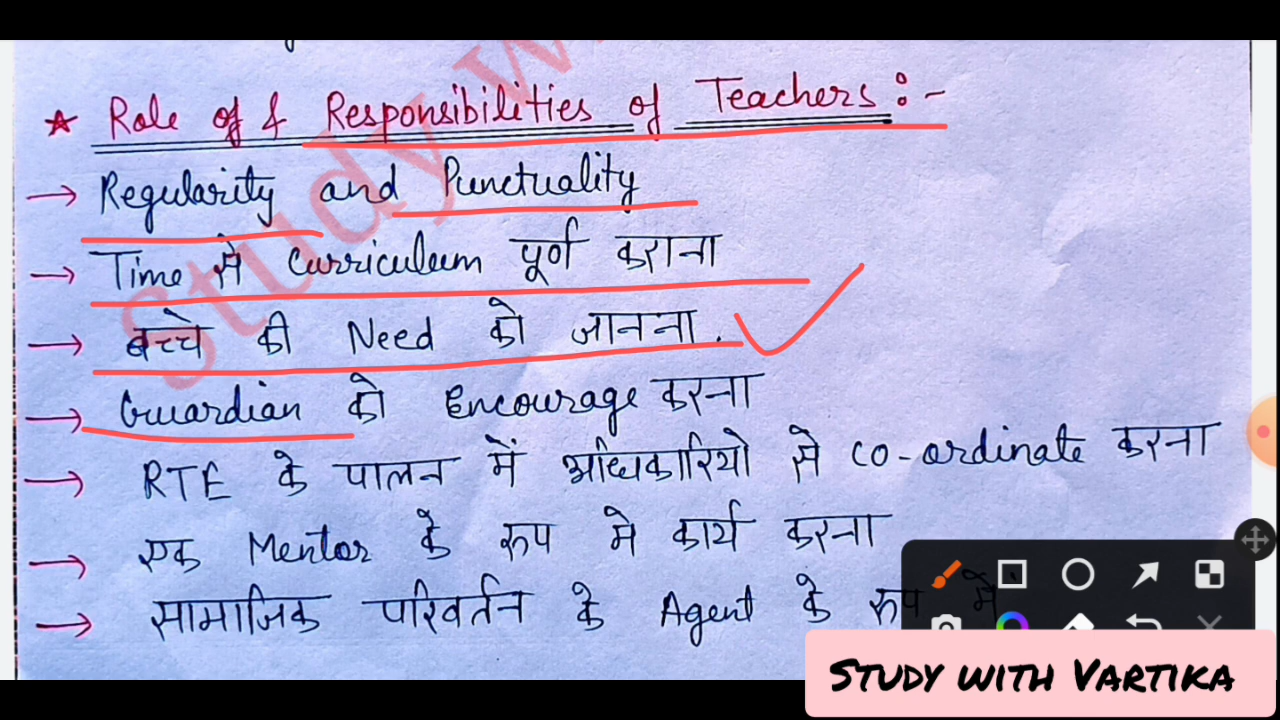 ★ Role of & Responsibilities of Teachers :-
→ Regularity and Punctuality
→ Time से Curriculum पूर्ण कराना
→ बच्चे की Need को जानना.
→ Guardian को Encourage करना
→ RTE के पालन में अधिकारियो से co-ordinate करना
→ एक Mentor के रूप मे कार्य करना
→ सामाजिक परिवर्तन के Agent के रूप में
Study W
STUDY WITH VARTIKA